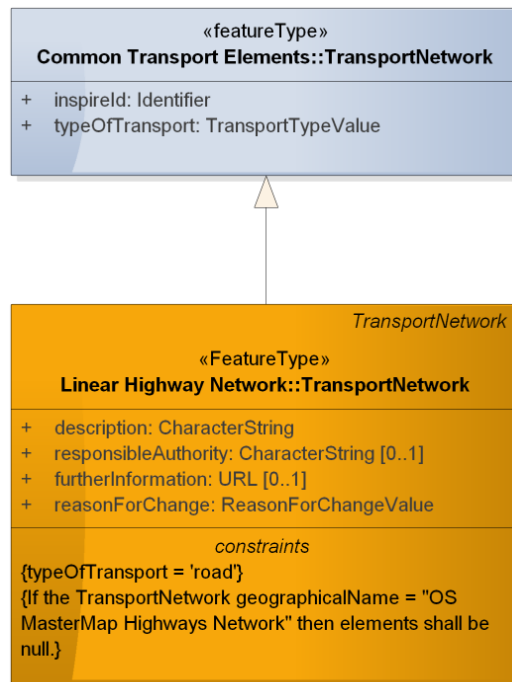 «featureType»
Common Transport Elements::TransportNetwork
+ inspireId: Identifier
+ typeOfTransport: TransportTypeValue
TransportNetwork
«FeatureType»
Linear Highway Network::TransportNetwork
+ description: CharacterString
+ responsibleAuthority: CharacterString [0..1]
+ furtherInformation: URL [0..1]
+ reasonForChange: ReasonForChangeValue
constraints
{typeOfTransport = 'road'}
{If the TransportNetwork geographicalName = "OS
MasterMap Highways Network" then elements shall be
null.}